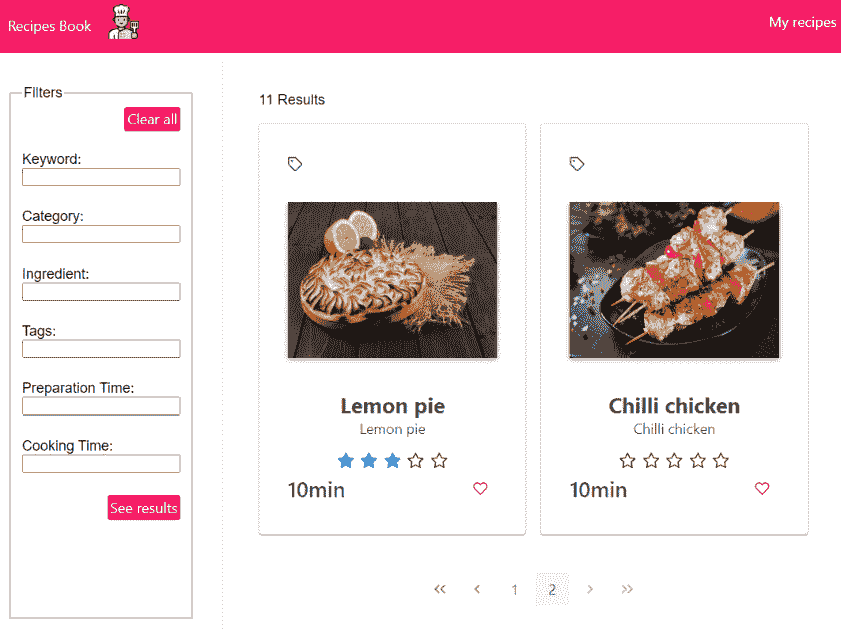 Recipes Book
My recipes
Filters
Clear all
Keyword:
Category:
Ingredient:
Tags:
Preparation Time:
Cooking Time:
See results
11 Results
Lemon pie
Lemon pie
10min
Chilli chicken
Chilli chicken
10min
1 2